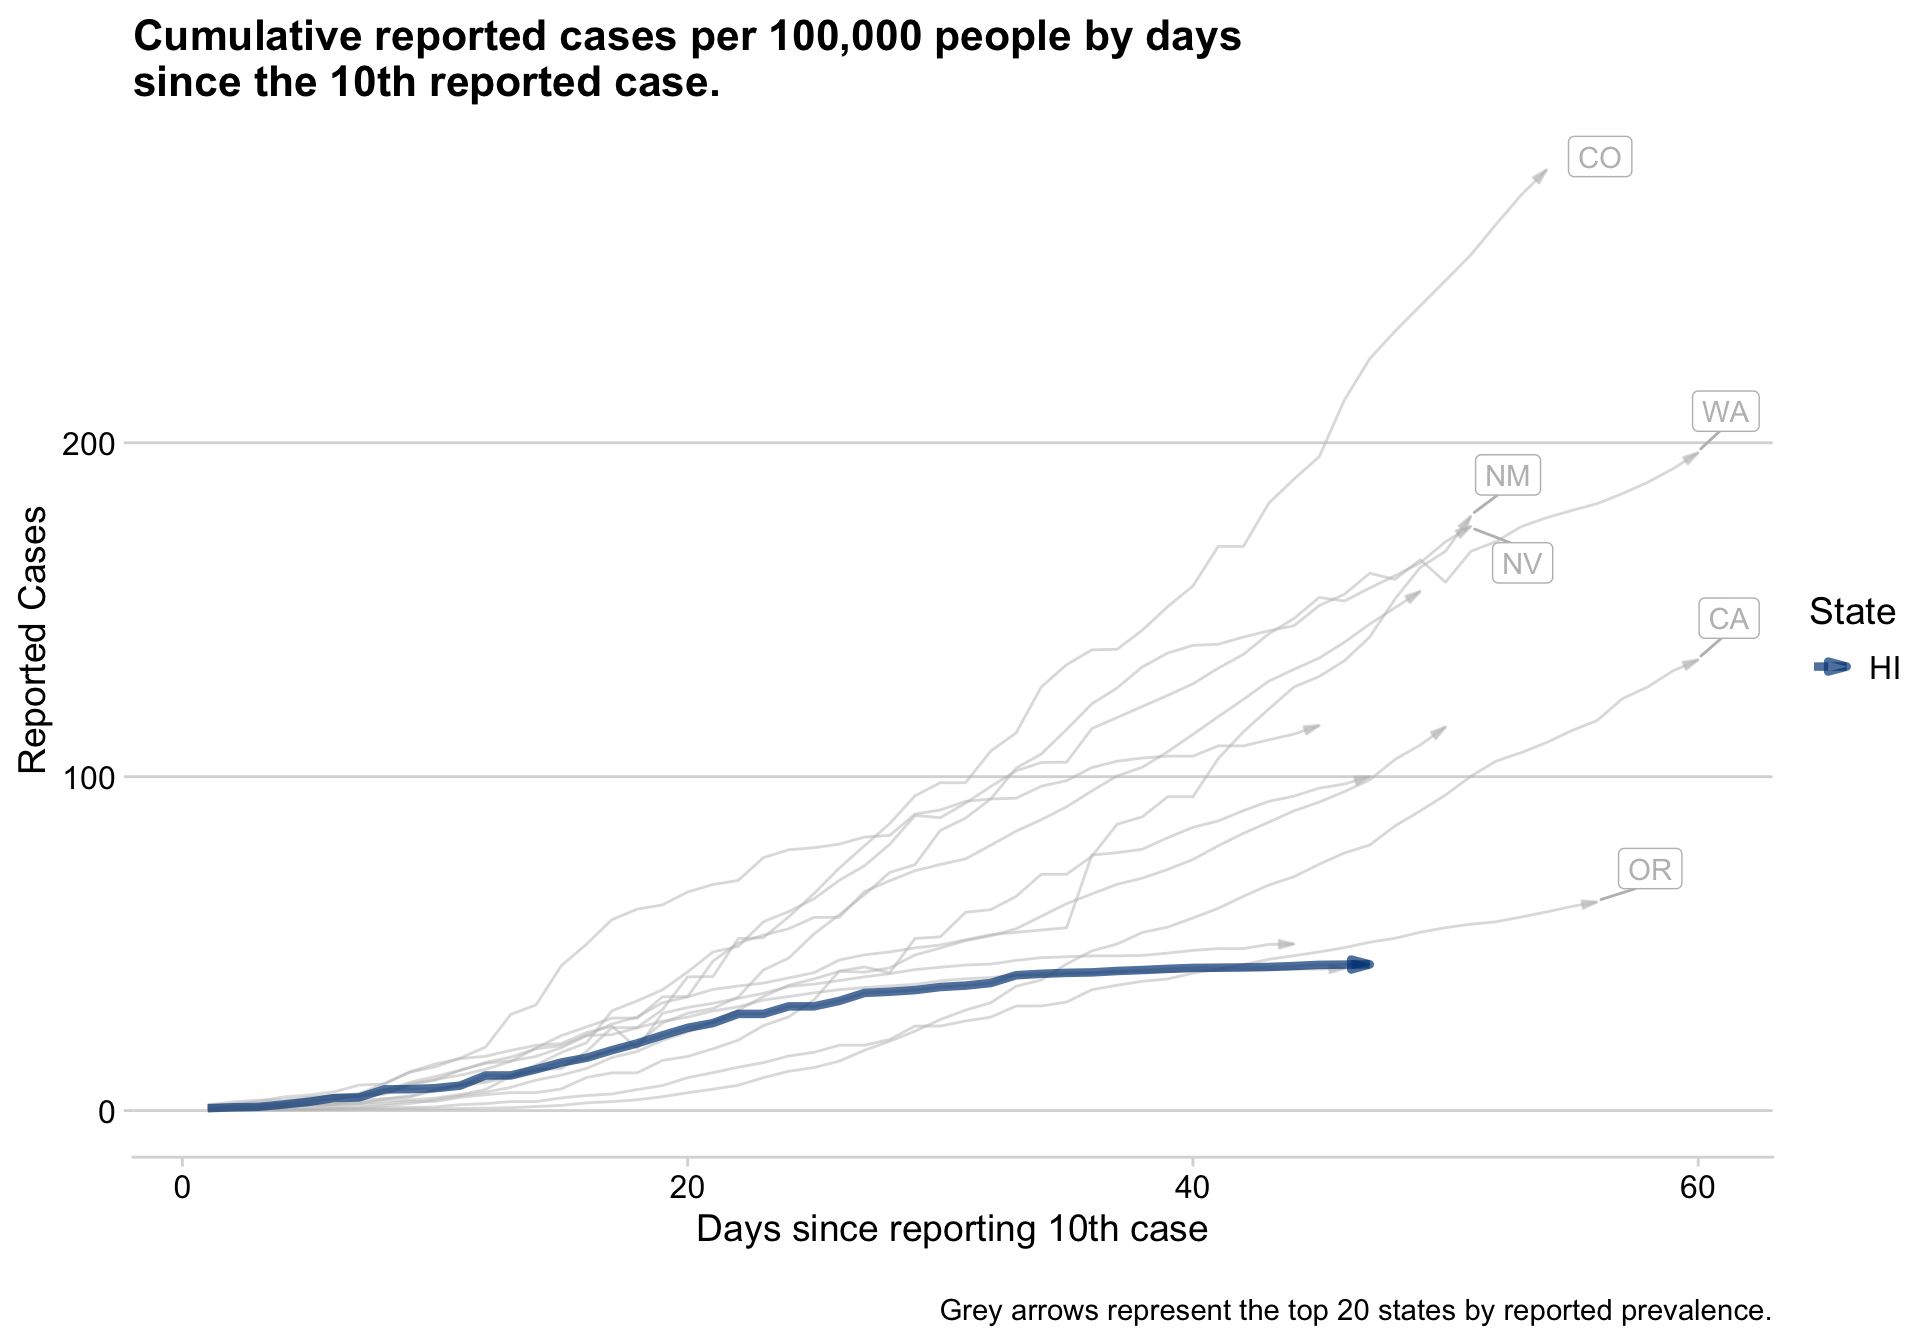 Cumulative reported cases per 100,000 people by days
since the 10th reported case.
CO
WA
NM
NV
CA
OR
200
100
0
Reported Cases
State
HI
0 20 40 60
Days since reporting 10th case
Grey arrows represent the top 20 states by reported prevalence.